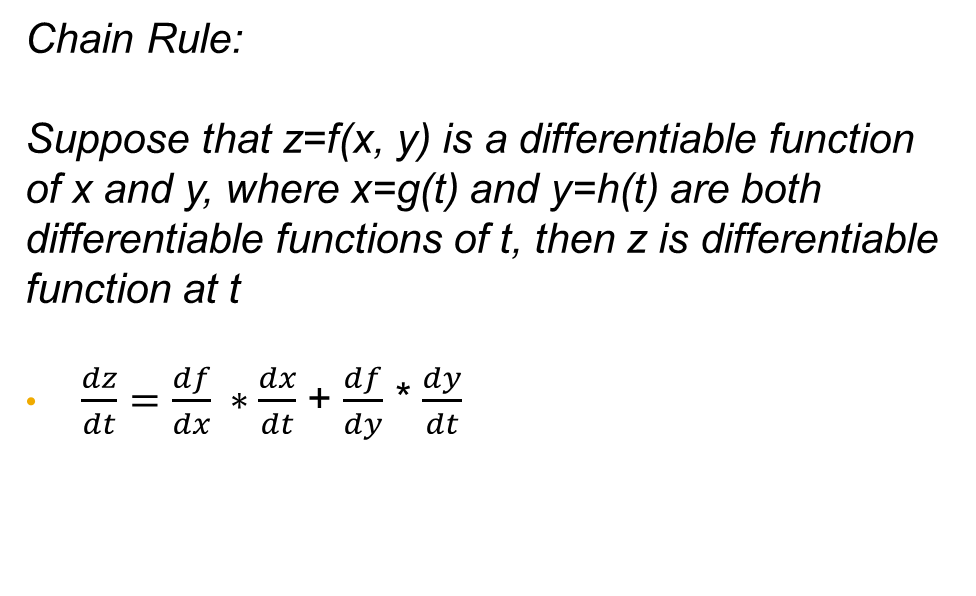 Chain Rule:
Suppose that z=f(x, y) is a differentiable function
of x and y, where x=g(t) and y=h(t) are both
differentiable functions of t, then z is differentiable
function at t
• dz/dt = df/dx * dx/dt + df/dy * dy/dt